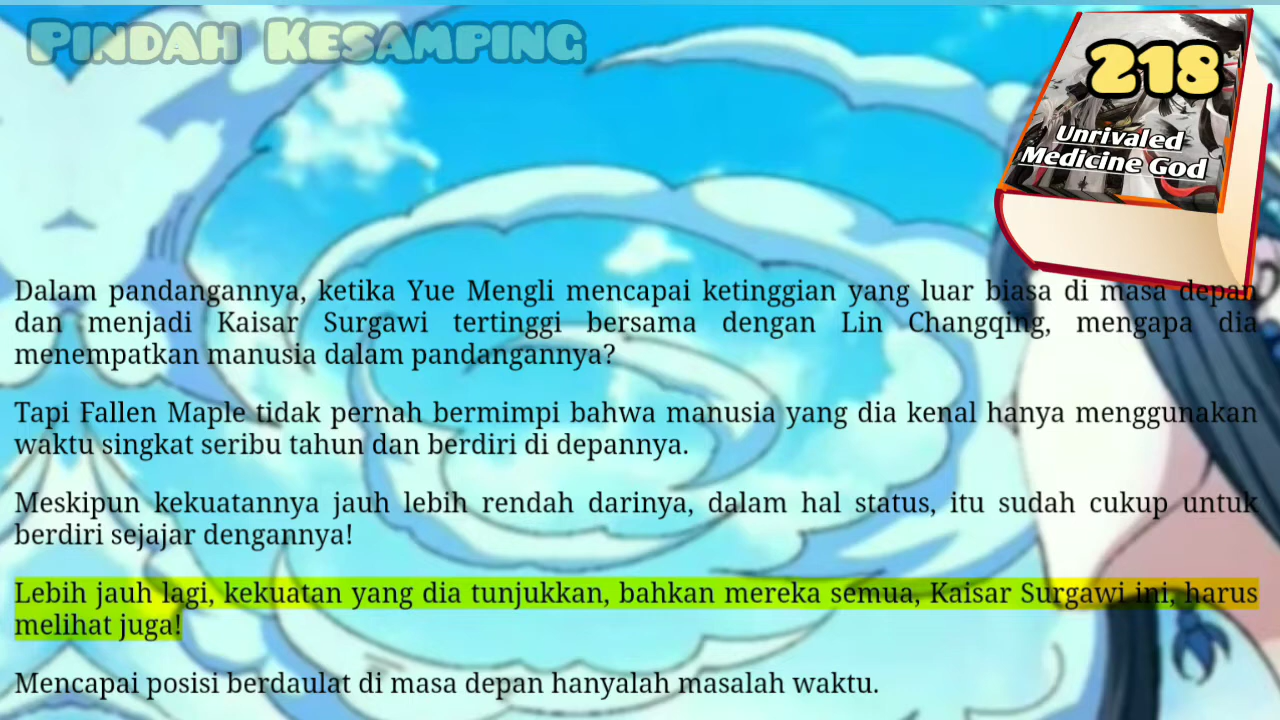 Pindah Kesamping
218
Unrivaled
Medicine God
Dalam pandangannya, ketika Yue Mengli mencapai ketinggian yang luar biasa di masa depan
dan menjadi Kaisar Surgawi tertinggi bersama dengan Lin Changqing, mengapa dia
menempatkan manusia dalam pandangannya?
Tapi Fallen Maple tidak pernah bermimpi bahwa manusia yang dia kenal hanya menggunakan
waktu singkat seribu tahun dan berdiri di depannya.
Meskipun kekuatannya jauh lebih rendah darinya, dalam hal status, itu sudah cukup untuk
berdiri sejajar dengannya!
Lebih jauh lagi, kekuatan yang dia tunjukkan, bahkan mereka semua, Kaisar Surgawi ini, harus
melihat juga!
Mencapai posisi berdaulat di masa depan hanyalah masalah waktu.